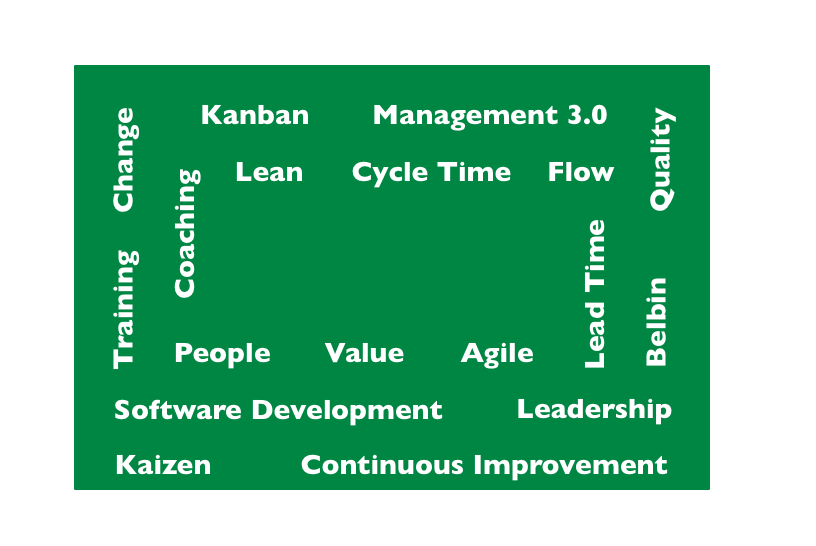 Kanban
Management 3.0
Change
Quality
Coaching
Lean
Cycle Time
Flow
Training
Lead Time
Belbin
People
Value
Agile
Software Development
Leadership
Kaizen
Continuous Improvement